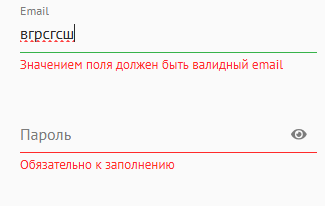 Email
вгрсгсш
Значением поля должен быть валидный email
Пароль
Обязательно к заполнению